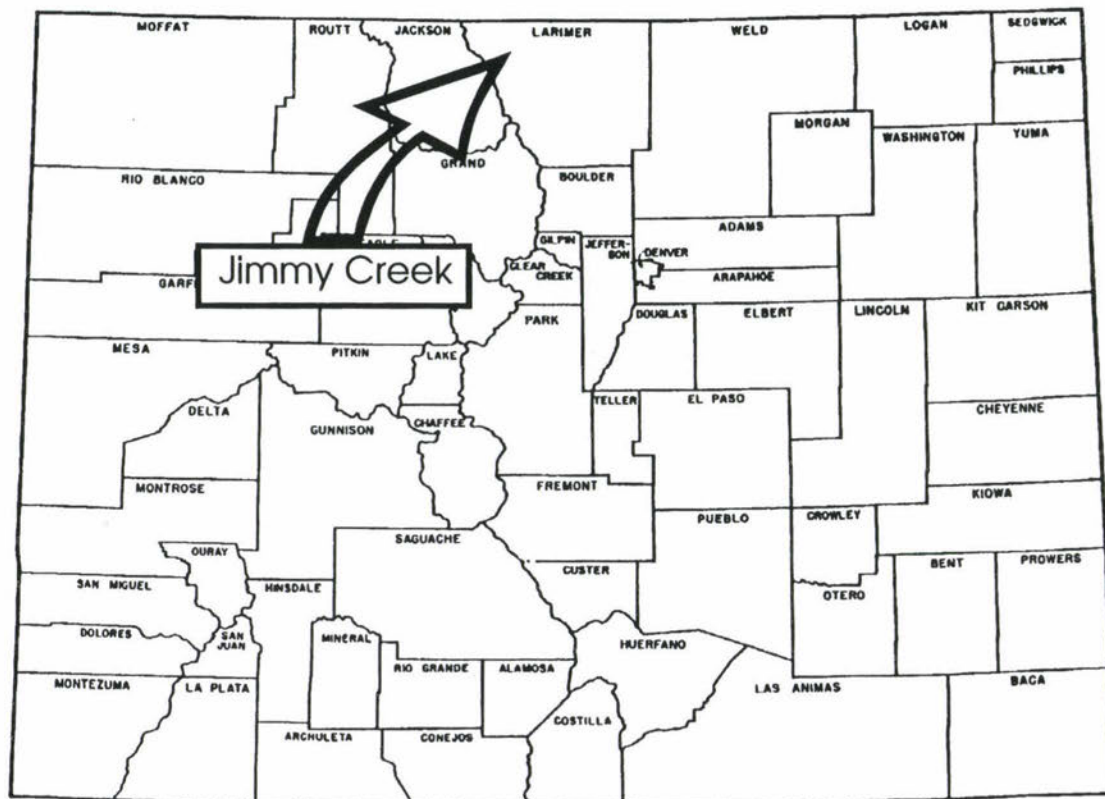 MOFFAT
ROUTT
JACKSON
LARIMER
WELD
LOGAN
SEDGWICK
PHILLIPS
MORGAN
WASHINGTON
YUMA
RIO BLANCO
GRAND
BOULDER
ADAMS
GILPIN
JEFFER-
SON
DENVER
CLEAR
CREEK
ARAPAHOE
Jimmy Creek
PARK
DOUGLAS
ELBERT
LINCOLN
KIT CARSON
MESA
PITKIN
LAKE
TELLER
EL PASO
DELTA
GUNNISON
CHAFFEE
CHEYENNE
MONTROSE
FREMONT
KIOWA
PUEBLO
CROWLEY
OURAY
SAGUACHE
SAN MIGUEL
HINSDALE
CUSTER
OTERO
BENT
PROWERS
DOLORES
SAN
JUAN
MINERAL
RIO GRANDE
ALAMOSA
HUERFANO
MONTEZUMA
LA PLATA
LAS ANIMAS
BACA
COSTILLA
ARCHULETA
CONEJOS